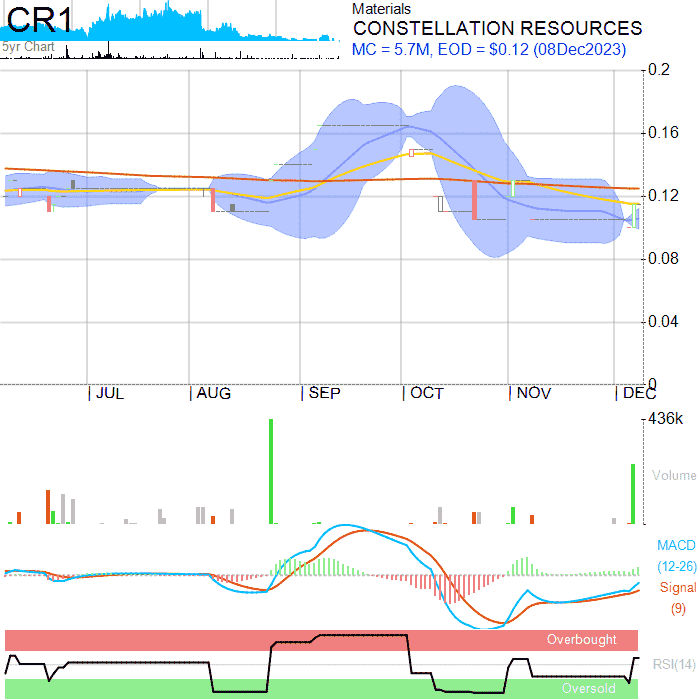 CR1
5yr Chart
Materials
CONSTELLATION RESOURCES
MC = 5.7M, EOD = $0.12 (08Dec2023)
0.2
0.16
0.12
0.08
0.04
0
JUL
AUG
SEP
OCT
NOV
DEC
436k
Volume
MACD
(12-26)
Signal
(9)
Overbought
RSI(14)
Oversold